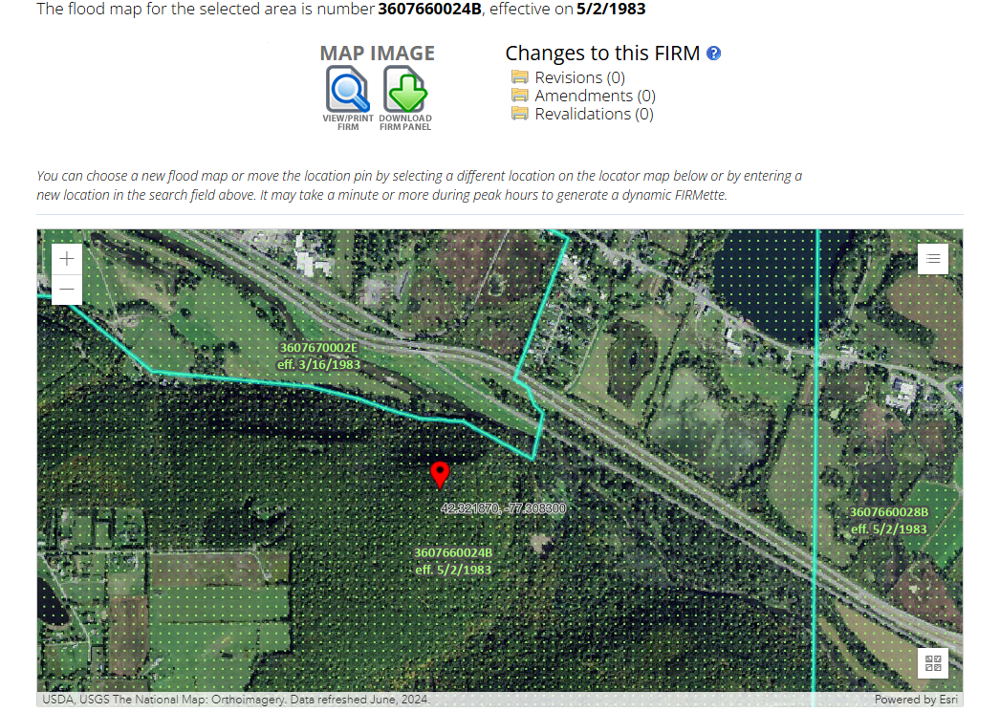 The flood map for the selected area is number 3607660024B, effective on 5/2/1983
MAP IMAGE
VIEW/PRINT
FIRM
DOWNLOAD
FIRM PANEL
Changes to this FIRM ?
Revisions (0)
Amendments (0)
Revalidations (0)
You can choose a new flood map or move the location pin by selecting a different location on the locator map below or by entering a
new location in the search field above. It may take a minute or more during peak hours to generate a dynamic FIRMette.
3607670002E
eff. 3/16/1983
42.321870, -77.308300
3607660028B
eff. 5/2/1983
3607660024B
eff. 5/2/1983
USDA, USGS The National Map: Orthoimagery. Data refreshed June, 2024.
Powered by Esri